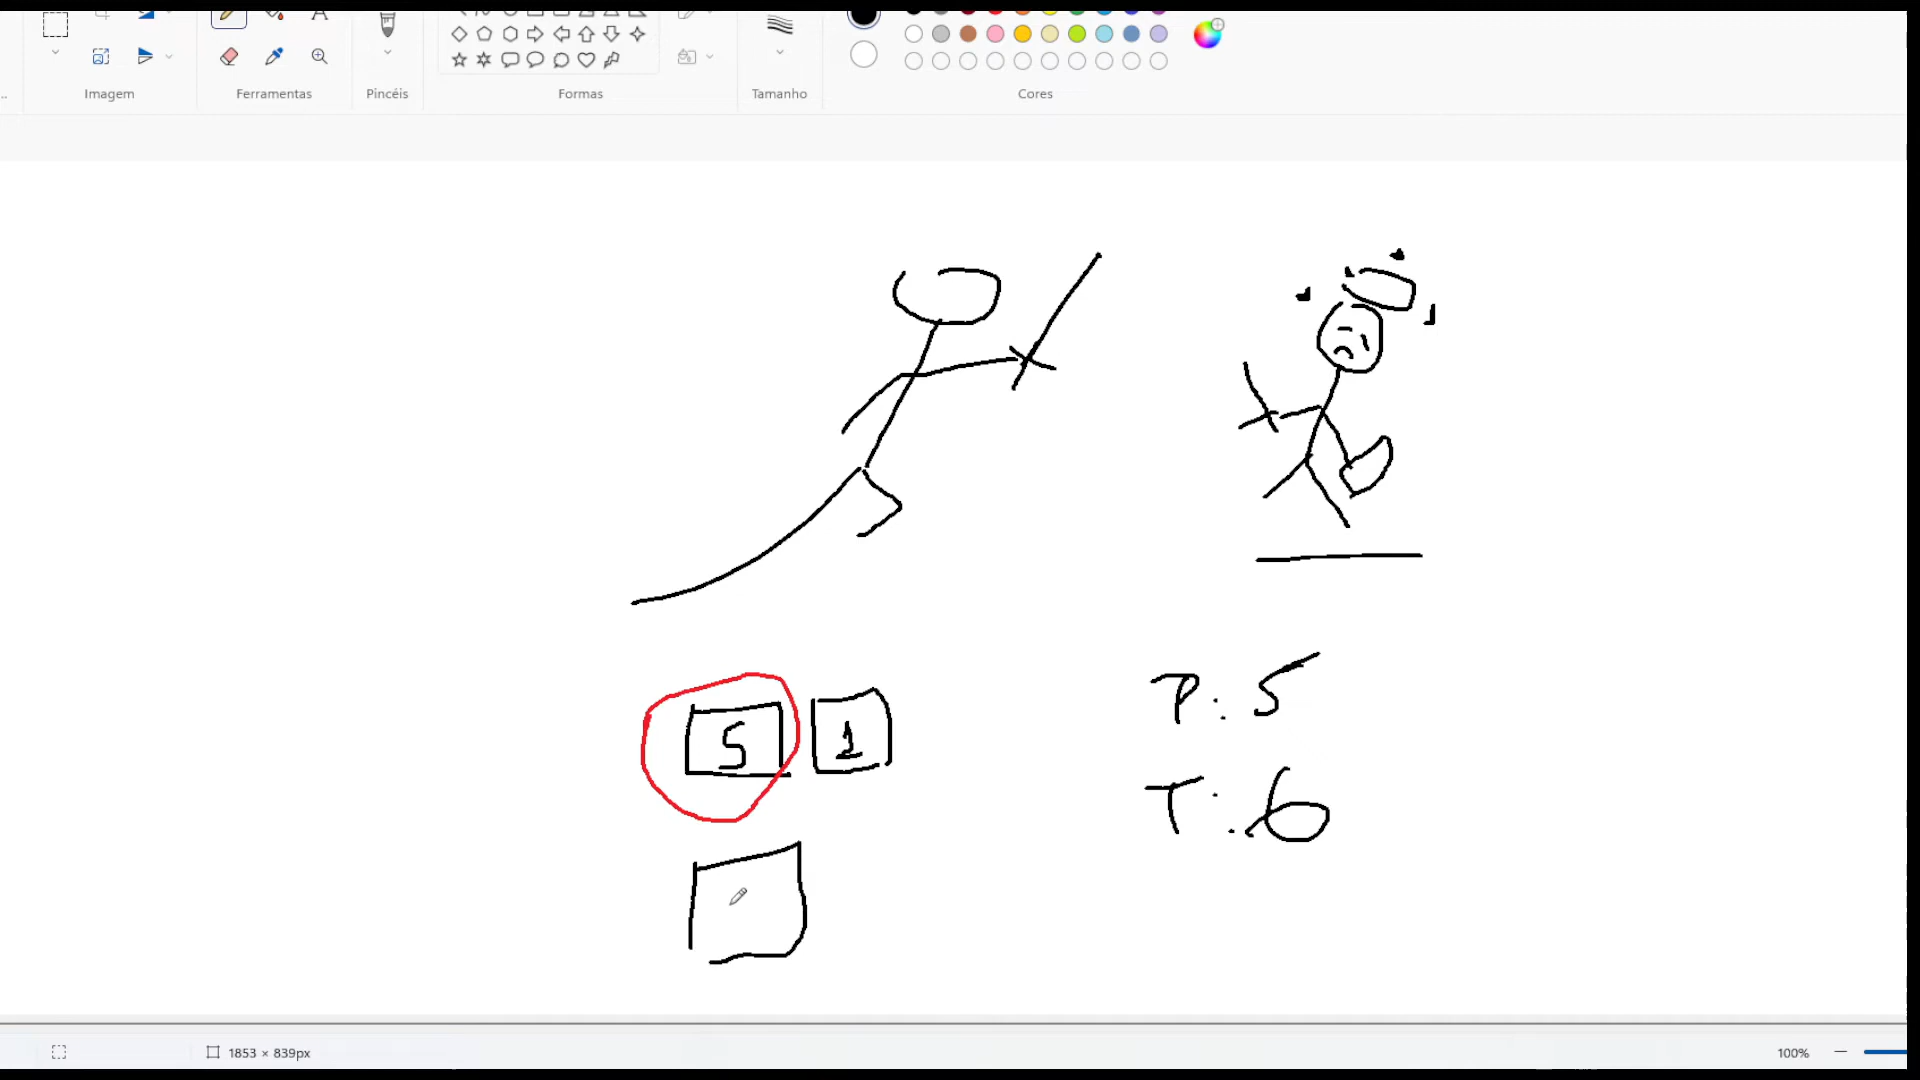 Imagem
Ferramentas
Pincéis
Formas
Tamanho
Cores
5 1
P: 5
T: 6
1853 × 839px
100%